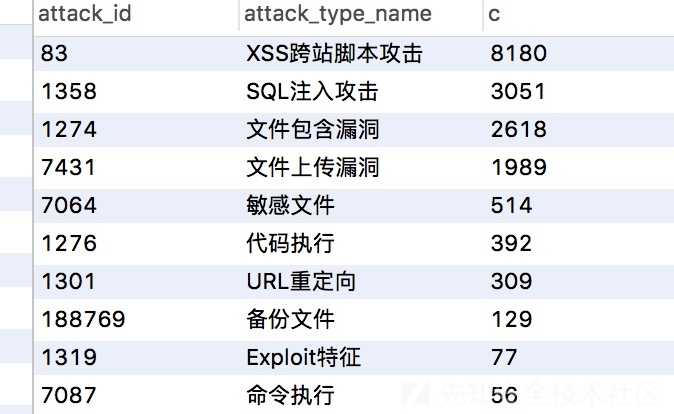 attack_id attack_type_name c
83 XSS跨站脚本攻击 8180
1358 SQL注入攻击 3051
1274 文件包含漏洞 2618
7431 文件上传漏洞 1989
7064 敏感文件 514
1276 代码执行 392
1301 URL重定向 309
188769 备份文件 129
1319 Exploit特征 77
7087 命令执行 56
先知安全技术社区